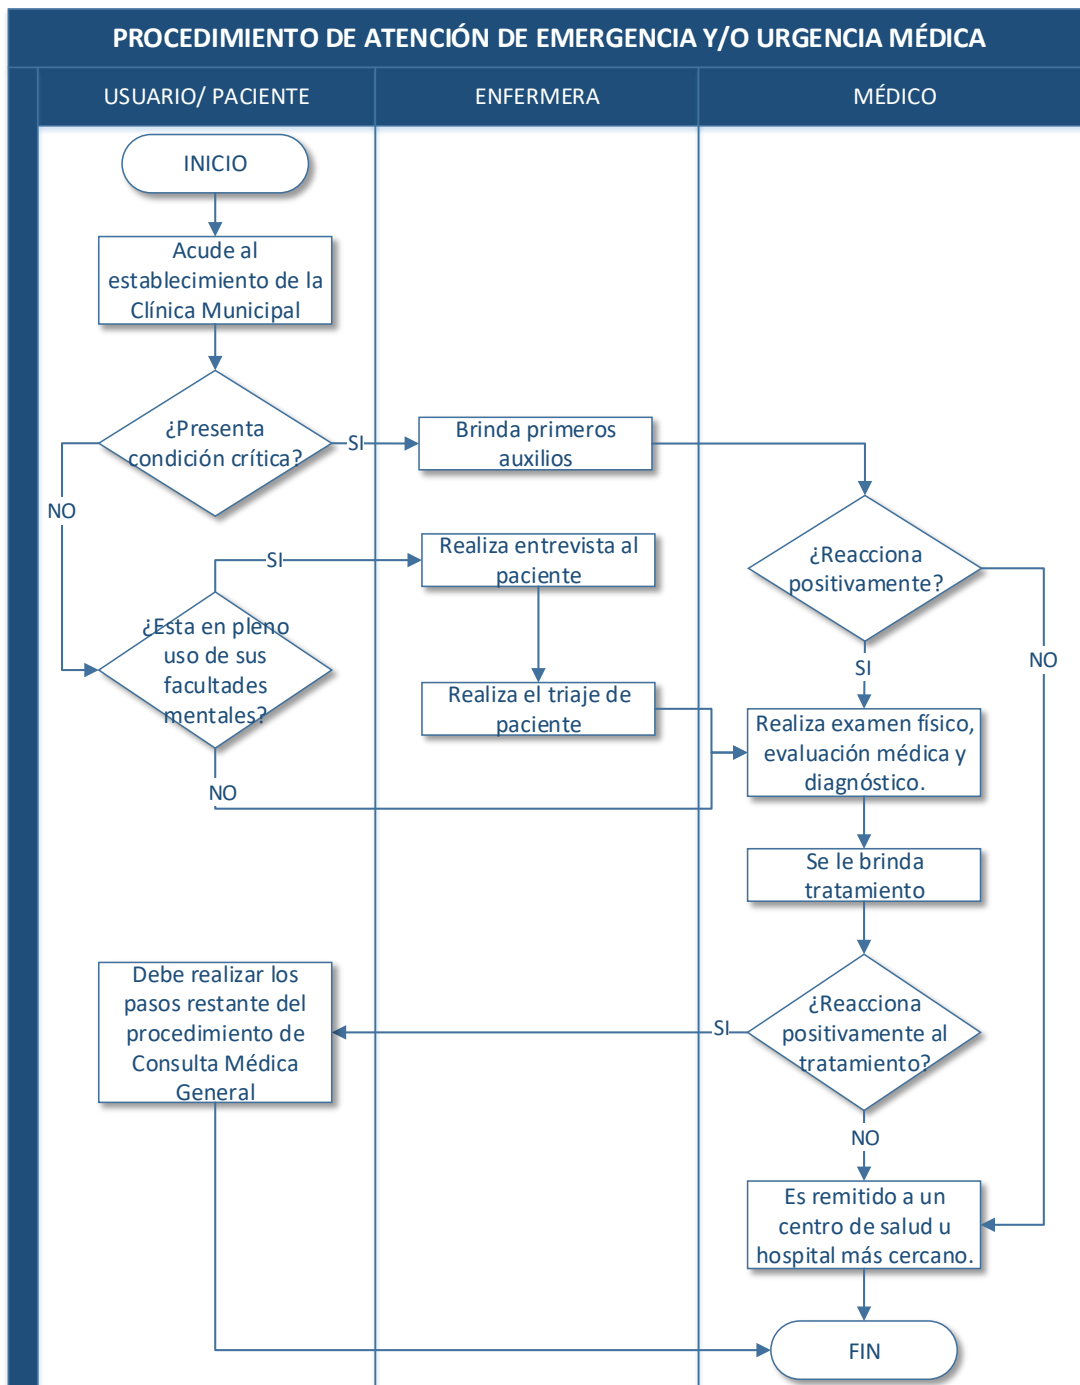 PROCEDIMIENTO DE ATENCIÓN DE EMERGENCIA Y/O URGENCIA MÉDICA
USUARIO/ PACIENTE
ENFERMERA
MÉDICO
INICIO
Acude al
establecimiento de la
Clínica Municipal
¿Presenta
condición crítica?
SI
NO
Brinda primeros
auxilios
¿Reacciona
positivamente?
SI
NO
¿Esta en pleno
uso de sus
facultades
mentales?
SI
NO
Realiza entrevista al
paciente
Realiza el triaje de
paciente
Realiza examen físico,
evaluación médica y
diagnóstico.
Se le brinda
tratamiento
¿Reacciona
positivamente al
tratamiento?
SI
NO
Debe realizar los
pasos restante del
procedimiento de
Consulta Médica
General
Es remitido a un
centro de salud u
hospital más cercano.
FIN